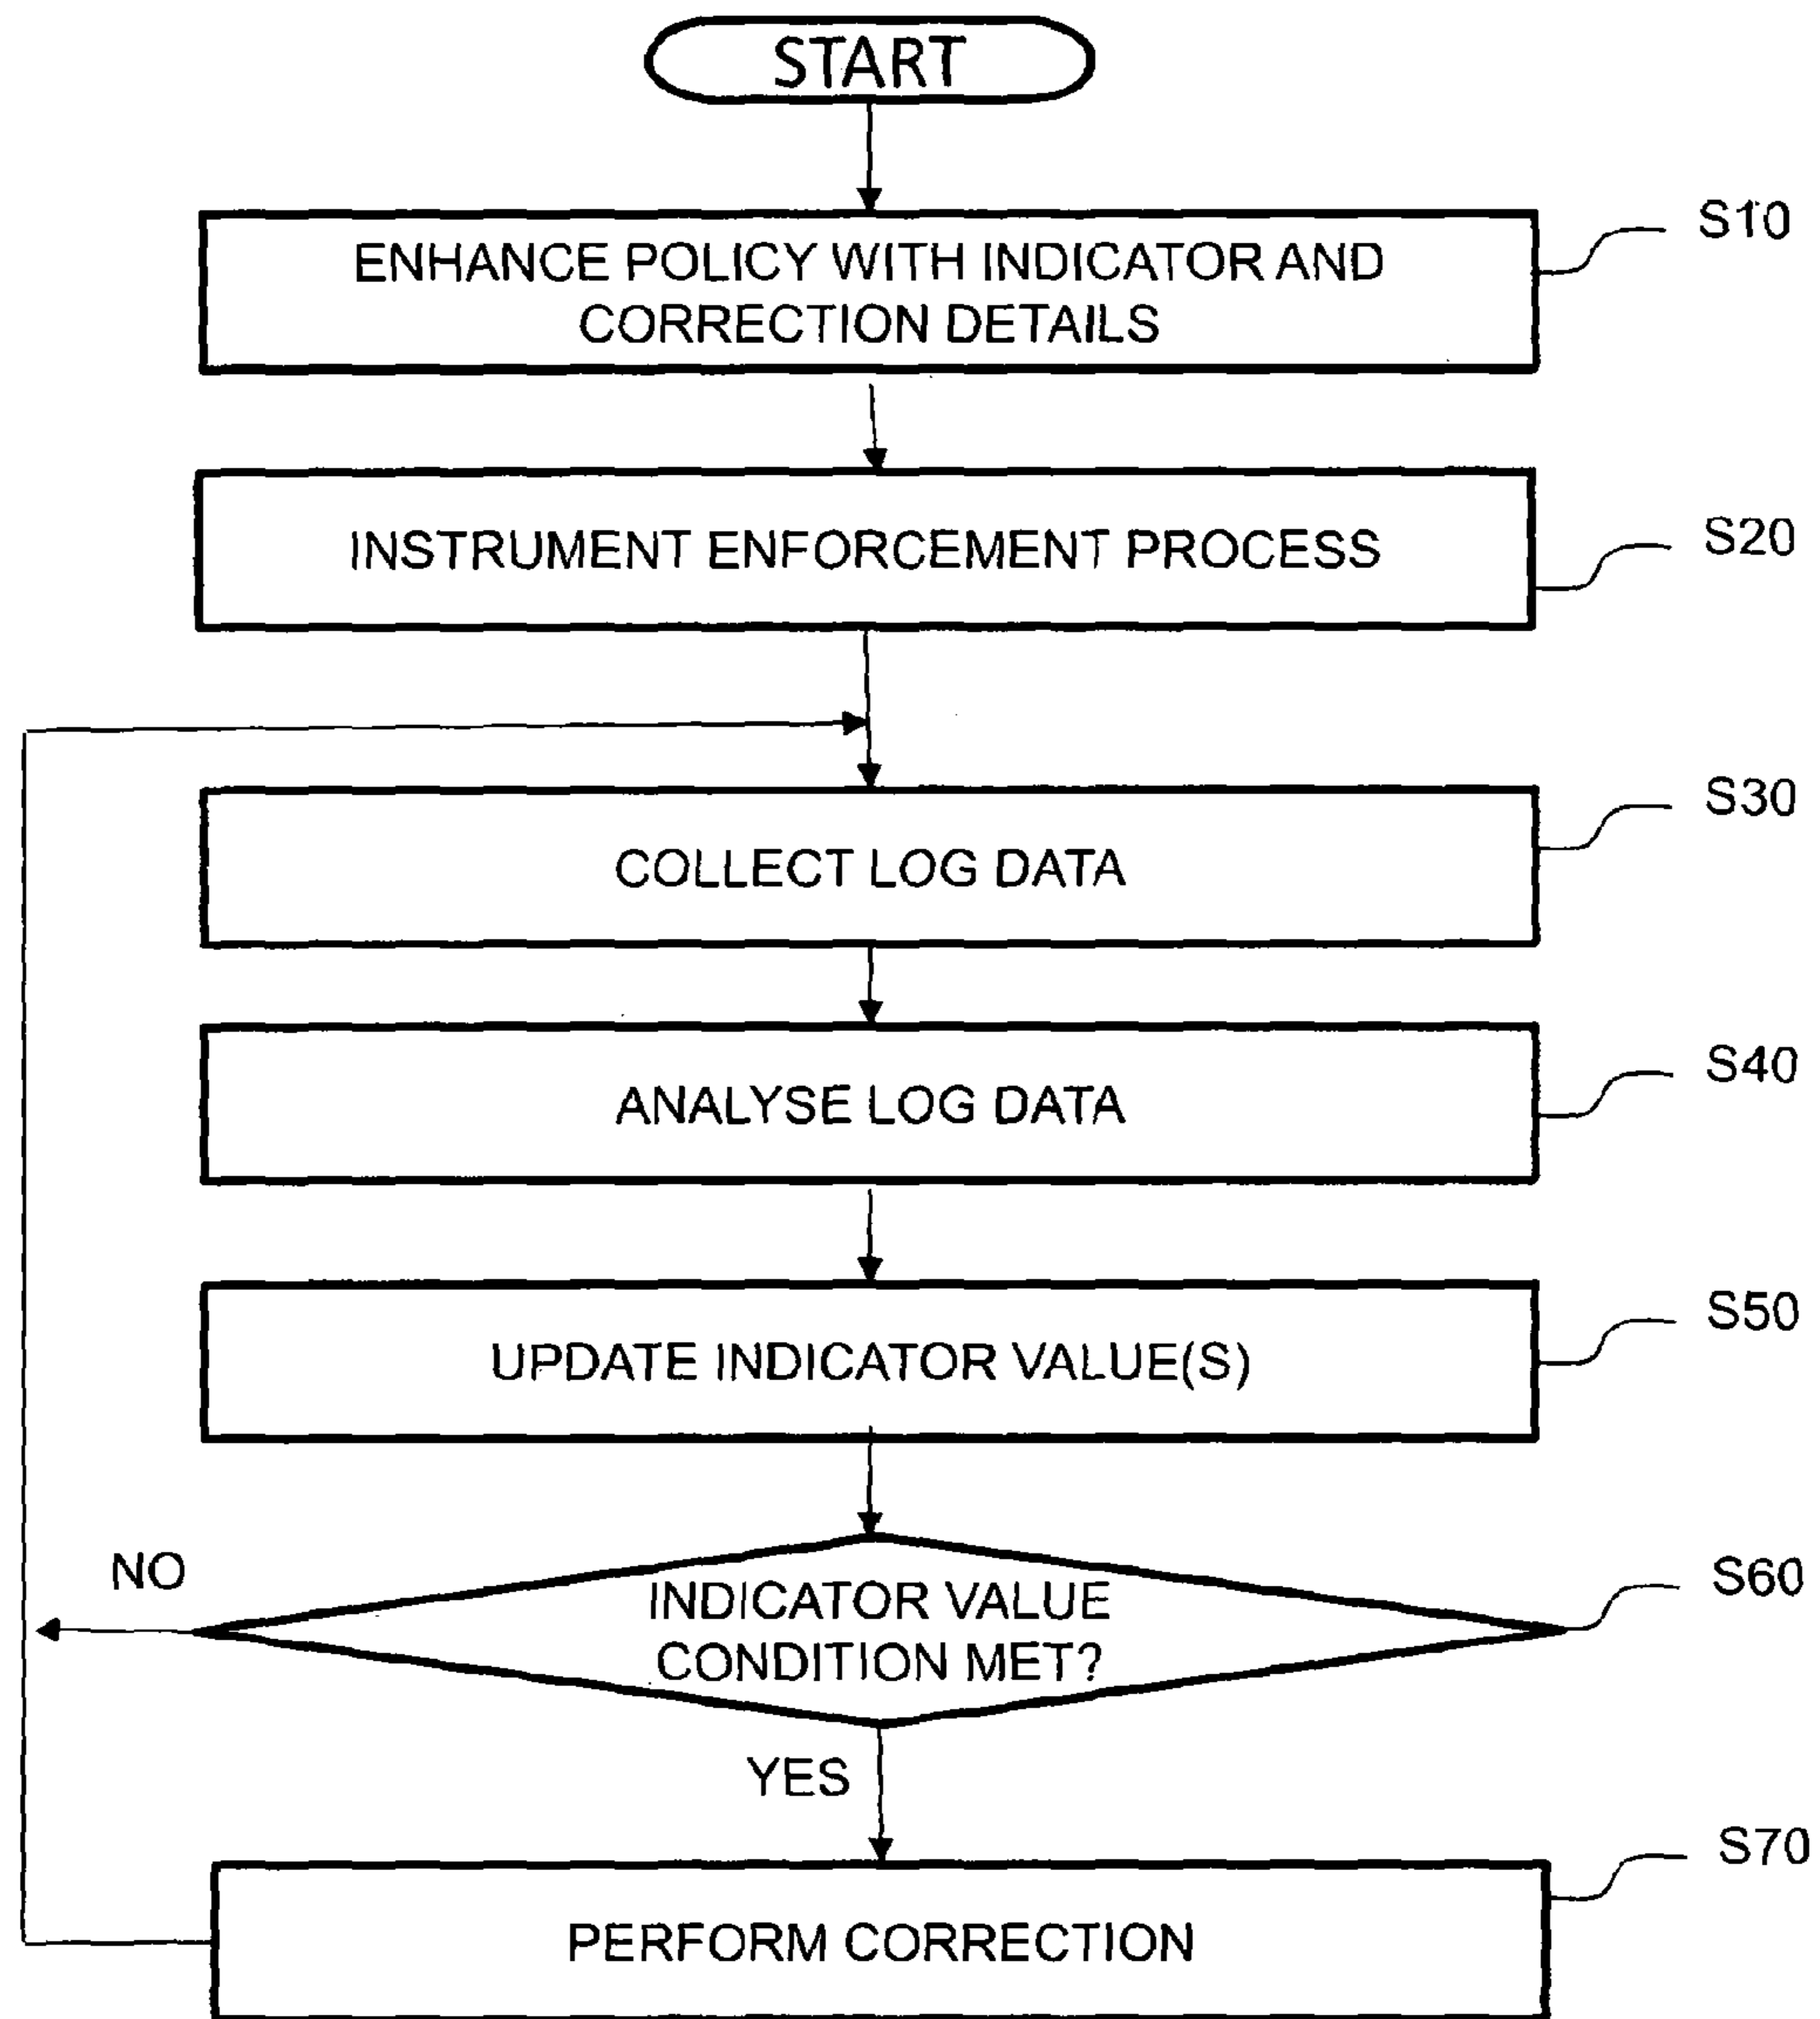 START
ENHANCE POLICY WITH INDICATOR AND
CORRECTION DETAILS
S10
INSTRUMENT ENFORCEMENT PROCESS
S20
COLLECT LOG DATA
S30
ANALYSE LOG DATA
S40
UPDATE INDICATOR VALUE(S)
S50
NO
INDICATOR VALUE
CONDITION MET?
S60
YES
PERFORM CORRECTION
S70